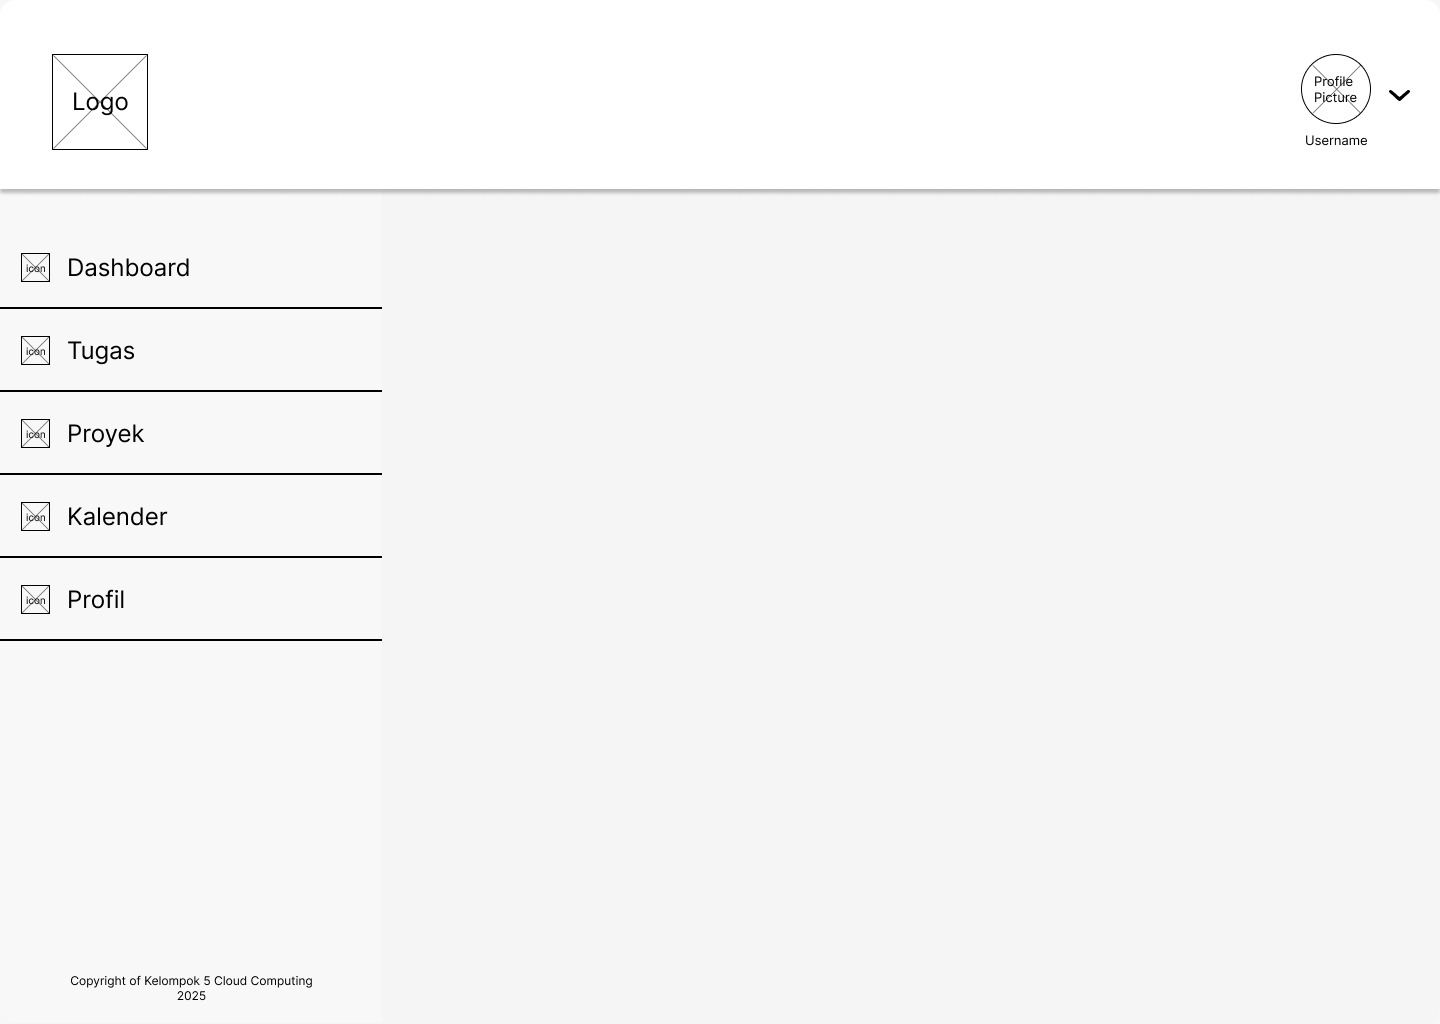 Logo
Profile
Picture
Username
icon Dashboard
icon Tugas
icon Proyek
icon Kalender
icon Profil
Copyright of Kelompok 5 Cloud Computing
2025